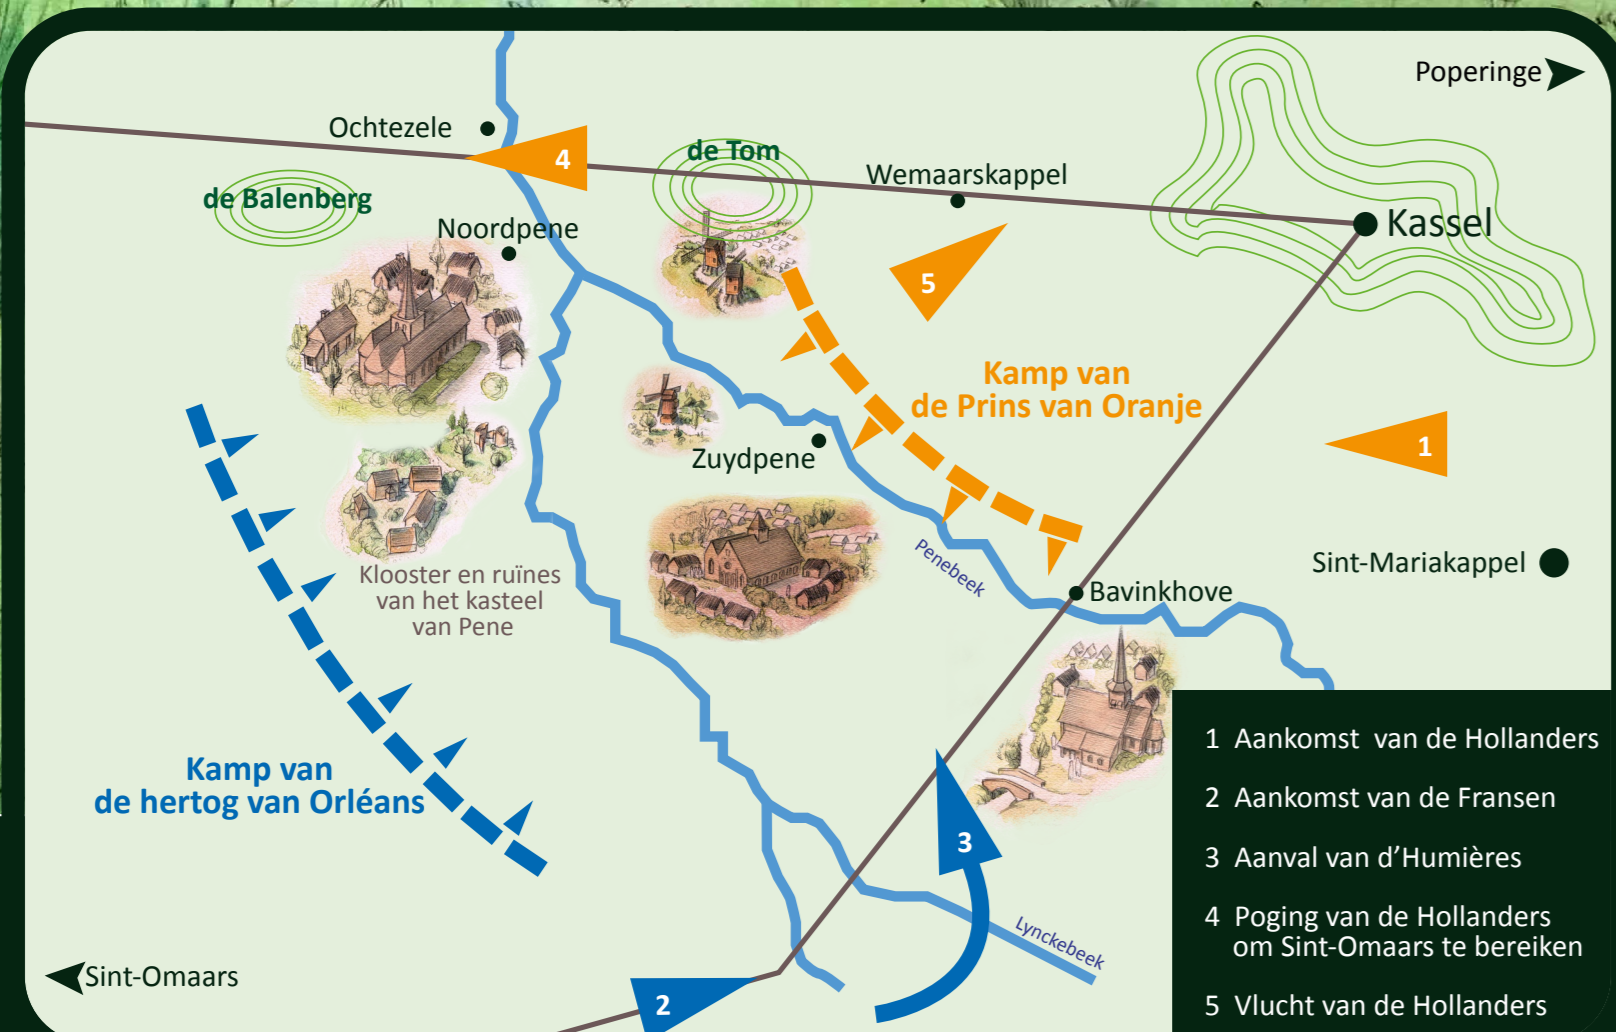 Poperinge
Ochtezele
4
de Tom
Wemaarskappel
de Balenberg
Noordpene
Kassel
5
Kamp van
de Prins van Oranje
1
Zuydpene
Penebeek
Sint-Mariakappel
Klooster en ruïnes
van het kasteel
van Pene
Bavinkhove
Kamp van
de hertog van Orléans
3
Lynckebeek
Sint-Omaars
2
1 Aankomst van de Hollanders
2 Aankomst van de Fransen
3 Aanval van d’Humières
4 Poging van de Hollanders
om Sint-Omaars te bereiken
5 Vlucht van de Hollanders